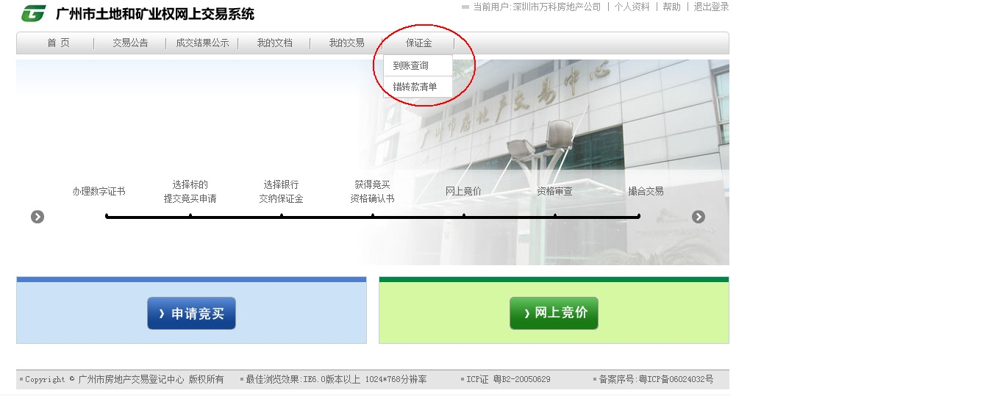 广州市土地和矿业权网上交易系统
当前用户:深圳市万科房地产公司 | 个人资料 | 帮助 | 退出登录
首 页 交易公告 成交结果公示 我的文档 我的交易 保证金
到账查询
错转款清单
广州市房地产交易中心
办理数字证书
选择标的
提交竞买申请
选择银行
交纳保证金
获得竞买
资格确认书
网上竞价
资格审查
撮合交易
申请竞买
网上竞价
Copyright © 广州市房地产交易登记中心 版权所有 最佳浏览效果:IE6.0版本以上 1024*768分辨率 ICP证 粤B2-20050629 备案序号:粤ICP备06024032号